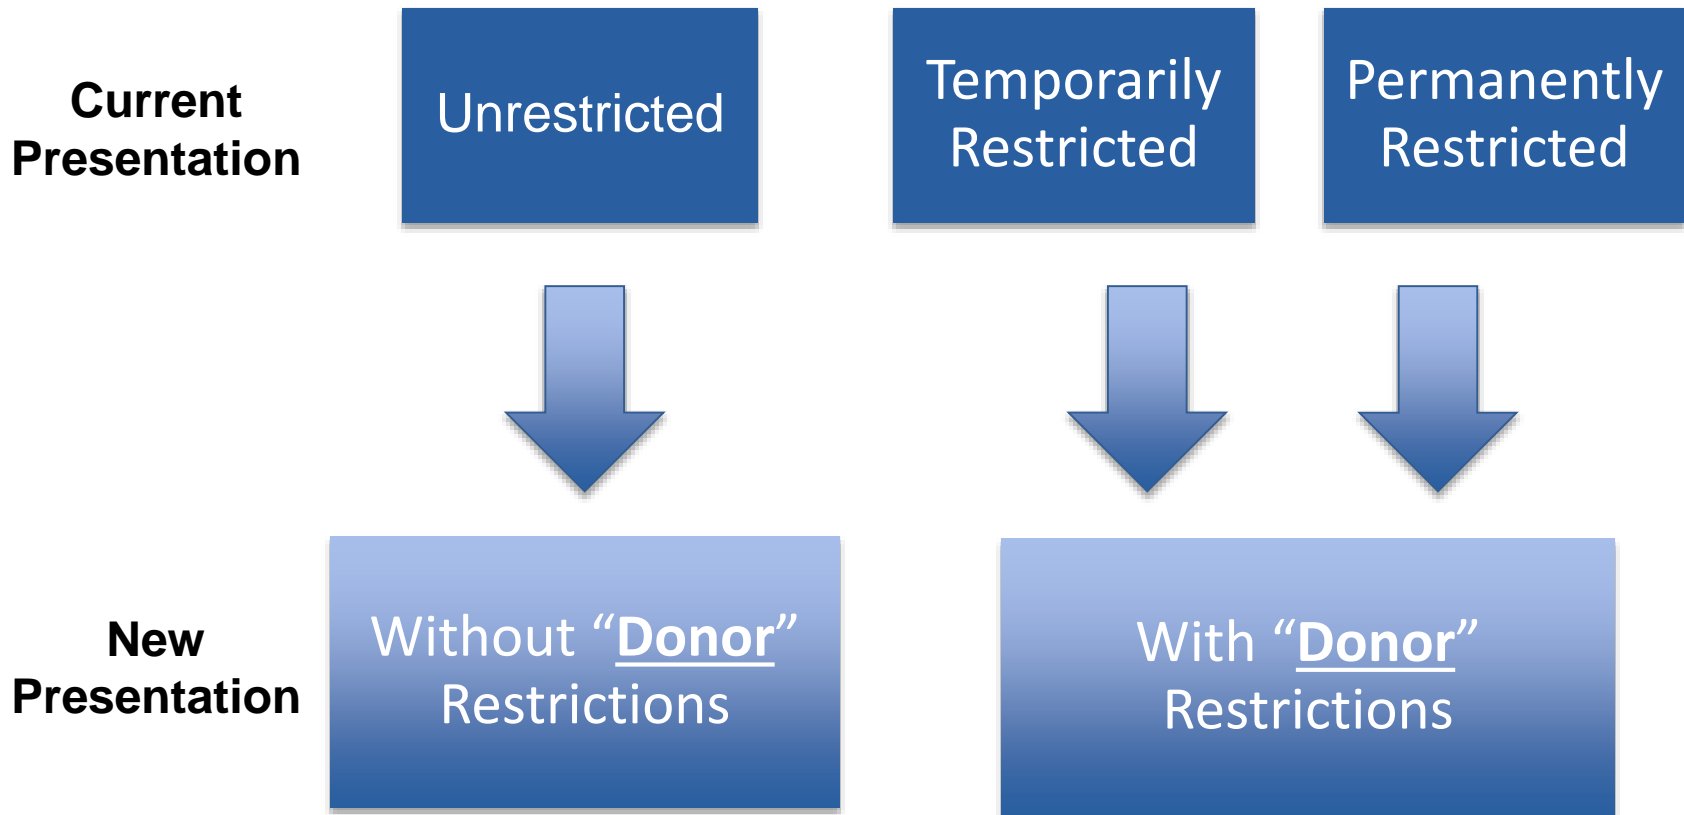 Current
Presentation
Unrestricted
Temporarily
Restricted
Permanently
Restricted
New
Presentation
Without “Donor”
Restrictions
With “Donor”
Restrictions